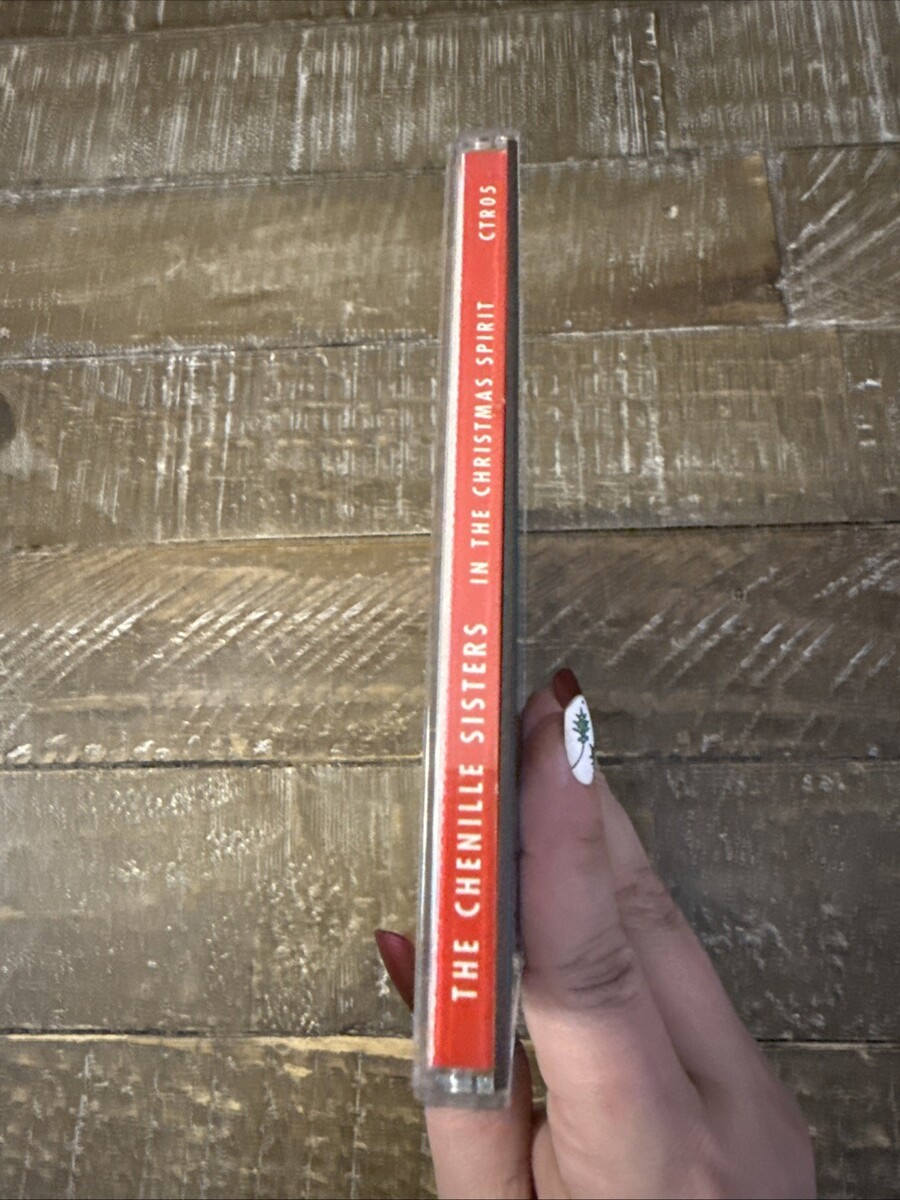 THE CHENILLE SISTERS IN THE CHRISTMAS SPIRIT CTR05